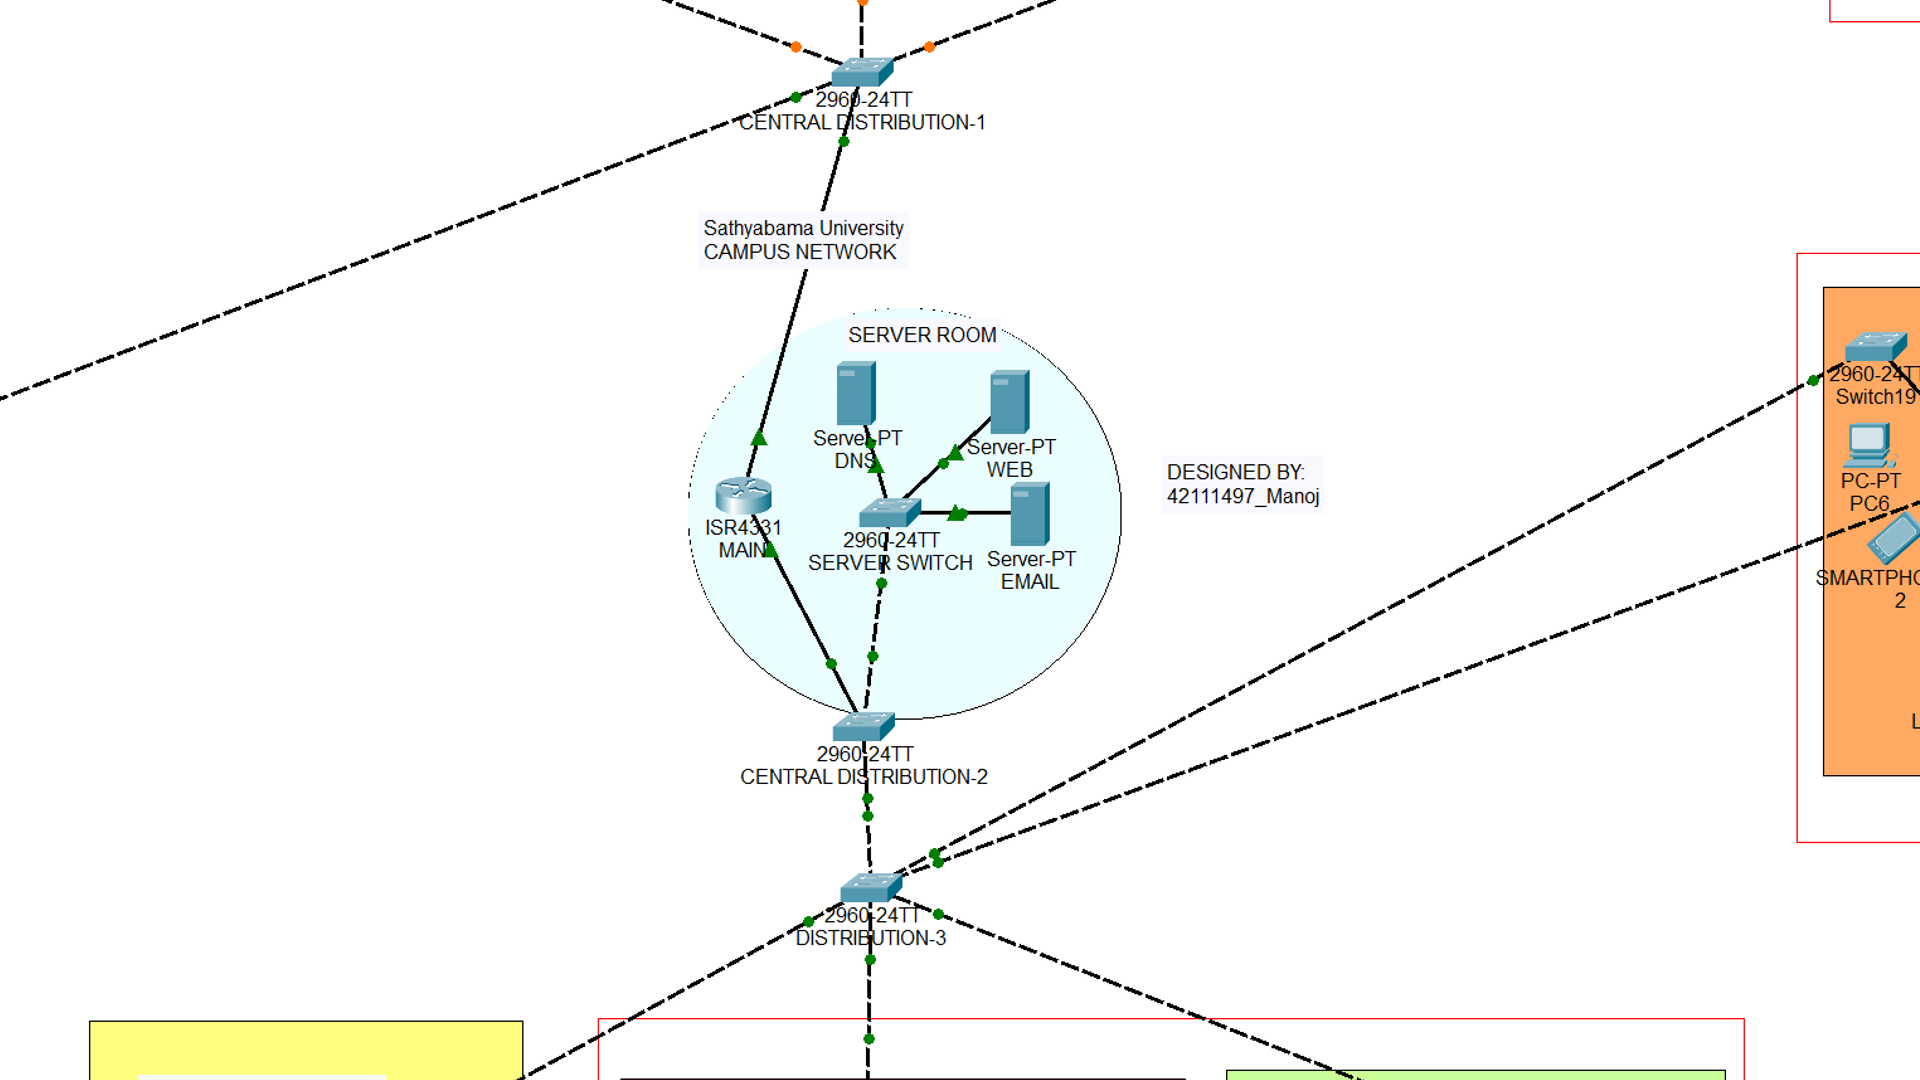 2960-24TT
CENTRAL DISTRIBUTION-1
Sathyabama University
CAMPUS NETWORK
SERVER ROOM
Server-PT
DNS
Server-PT
WEB
ISR4331
MAIN
2960-24TT
SERVER SWITCH
Server-PT
EMAIL
DESIGNED BY:
42111497_Manoj
2960-24TT
Switch19
PC-PT
PC6
SMARTPHO
2
L
2960-24TT
CENTRAL DISTRIBUTION-2
2960-24TT
DISTRIBUTION-3